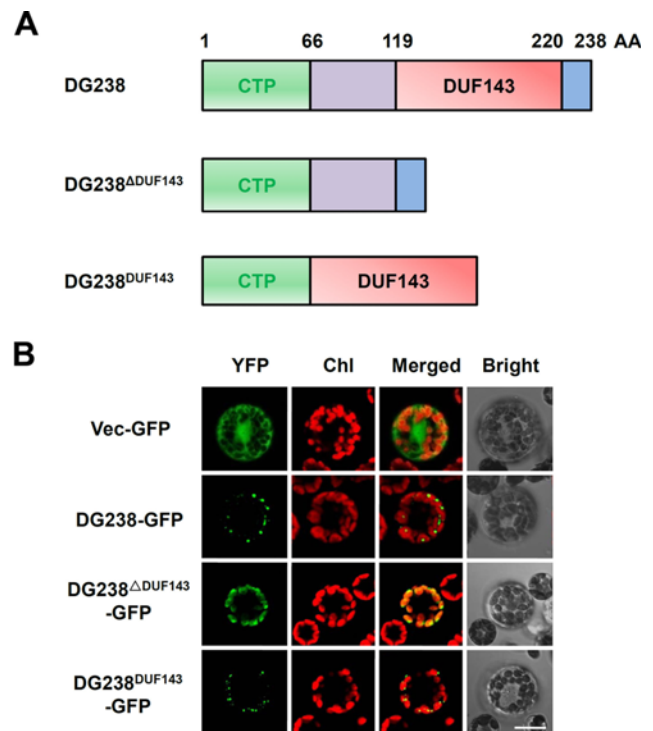 A
1 66 119 220 238 AA
DG238 CTP DUF143
DG238ΔDUF143 CTP
DG238DUF143 CTP DUF143
B
YFP Chl Merged Bright
Vec-GFP
DG238-GFP
DG238△DUF143
-GFP
DG238DUF143
-GFP